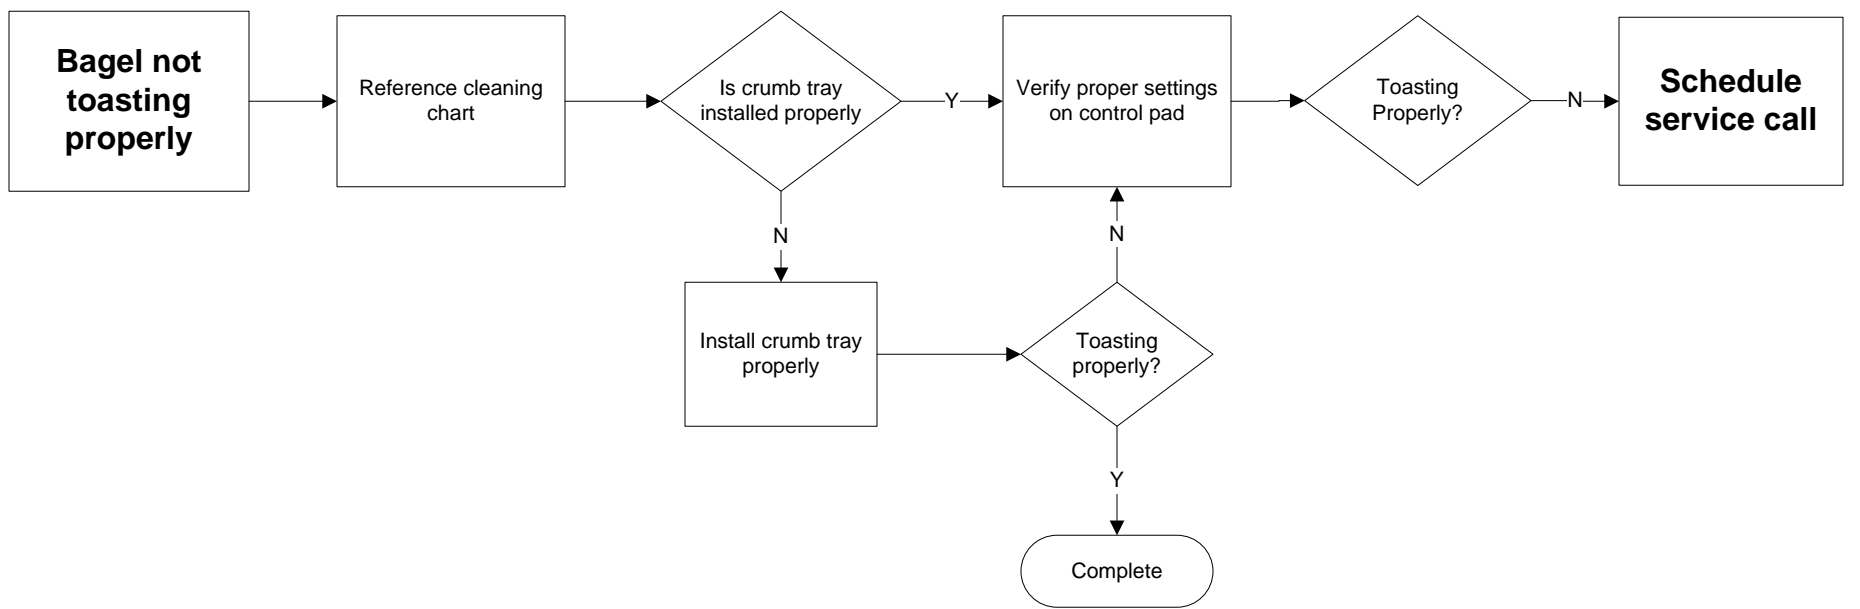 Bagel not
toasting
properly
Reference cleaning
chart
Is crumb tray
installed properly
Y
Verify proper settings
on control pad
Toasting
Properly?
N
Schedule
service call
N
N
Install crumb tray
properly
Toasting
properly?
Y
Complete